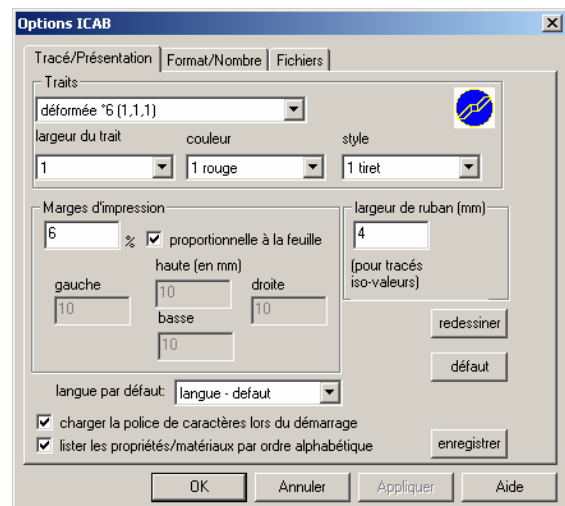 Options ICAB
Tracé/Présentation Format/Nombre Fichiers
Traits
déformée *6 (1,1,1)
largeur du trait couleur style
1 1 rouge 1 tiret
Marges d'impression largeur de ruban (mm)
6 % proportionnelle à la feuille 4
haute (en mm) (pour tracés
gauche 10 droite iso-valeurs)
10 basse 10
10
redessiner
défaut
langue par défaut: langue - defaut
charger la police de caractères lors du démarrage
lister les propriétés/matériaux par ordre alphabétique enregistrer
OK Annuler Appliquer Aide